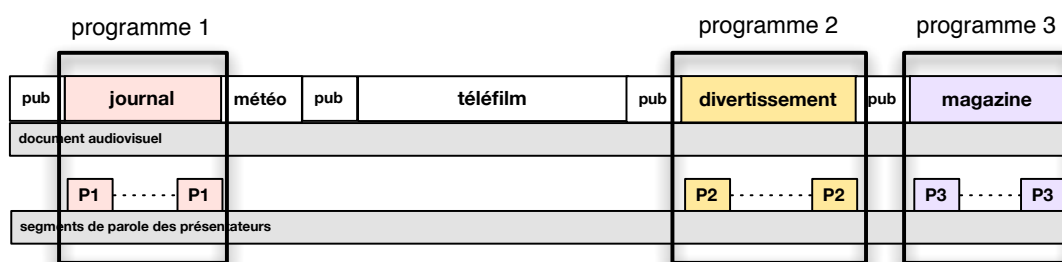 programme 1 programme 2 programme 3
pub journal météo pub téléfilm pub divertissement pub magazine
document audiovisuel
P1 P1 P2 P2 P3 P3
segments de parole des présentateurs